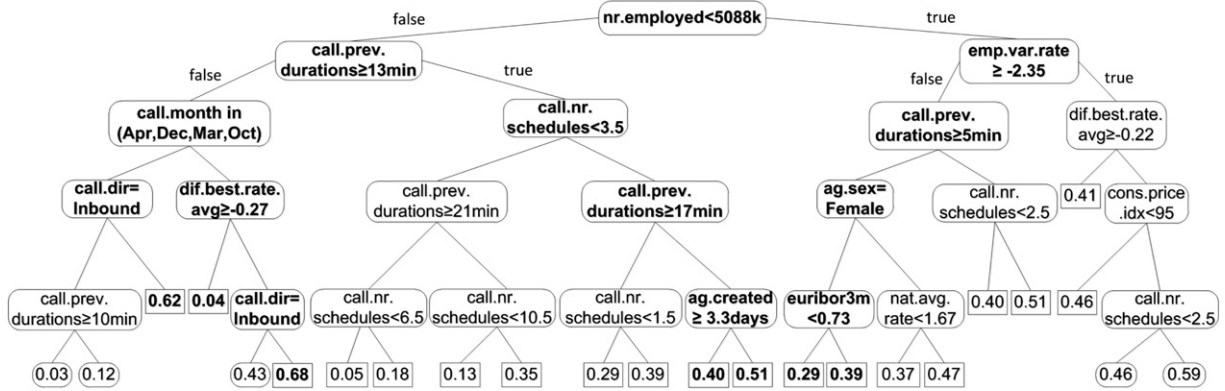 nr.employed<5088k
false
true
call.prev.
durations≥13min
emp.var.rate
≥ -2.35
false
true
false
true
call.month in
(Apr,Dec,Mar,Oct)
call.nr.
schedules<3.5
call.prev.
durations≥5min
dif.best.rate.
avg≥-0.22
call.dir=
Inbound
dif.best.rate.
avg≥-0.27
call.prev.
durations≥21min
call.prev.
durations≥17min
ag.sex=
Female
call.nr.
schedules<2.5
0.41
cons.price
.idx<95
call.prev.
durations≥10min
0.62
0.04
call.dir=
Inbound
call.nr.
schedules<6.5
call.nr.
schedules<10.5
call.nr.
schedules<1.5
ag.created
≥ 3.3days
euribor3m
<0.73
nat.avg.
rate<1.67
0.40
0.51
0.46
call.nr.
schedules<2.5
0.03
0.12
0.43
0.68
0.05
0.18
0.13
0.35
0.29
0.39
0.40
0.51
0.29
0.39
0.37
0.47
0.46
0.59